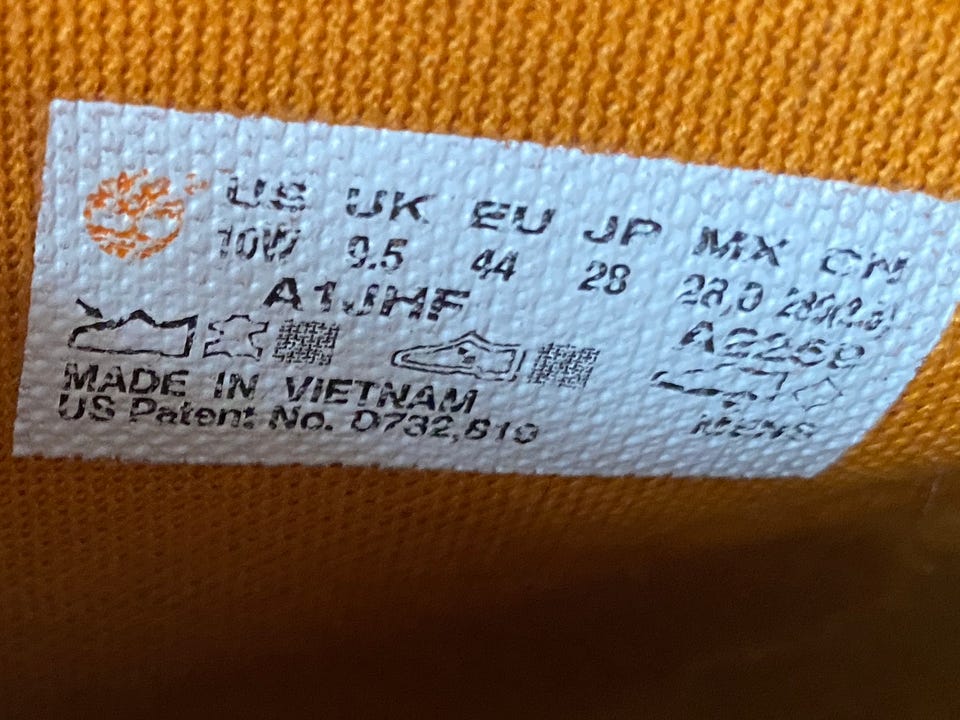 US UK EU JP MX CN
10W 9.5 44 28 28,0
A1JHF
MADE IN VIETNAM
US Patent No. D732,819
MENS